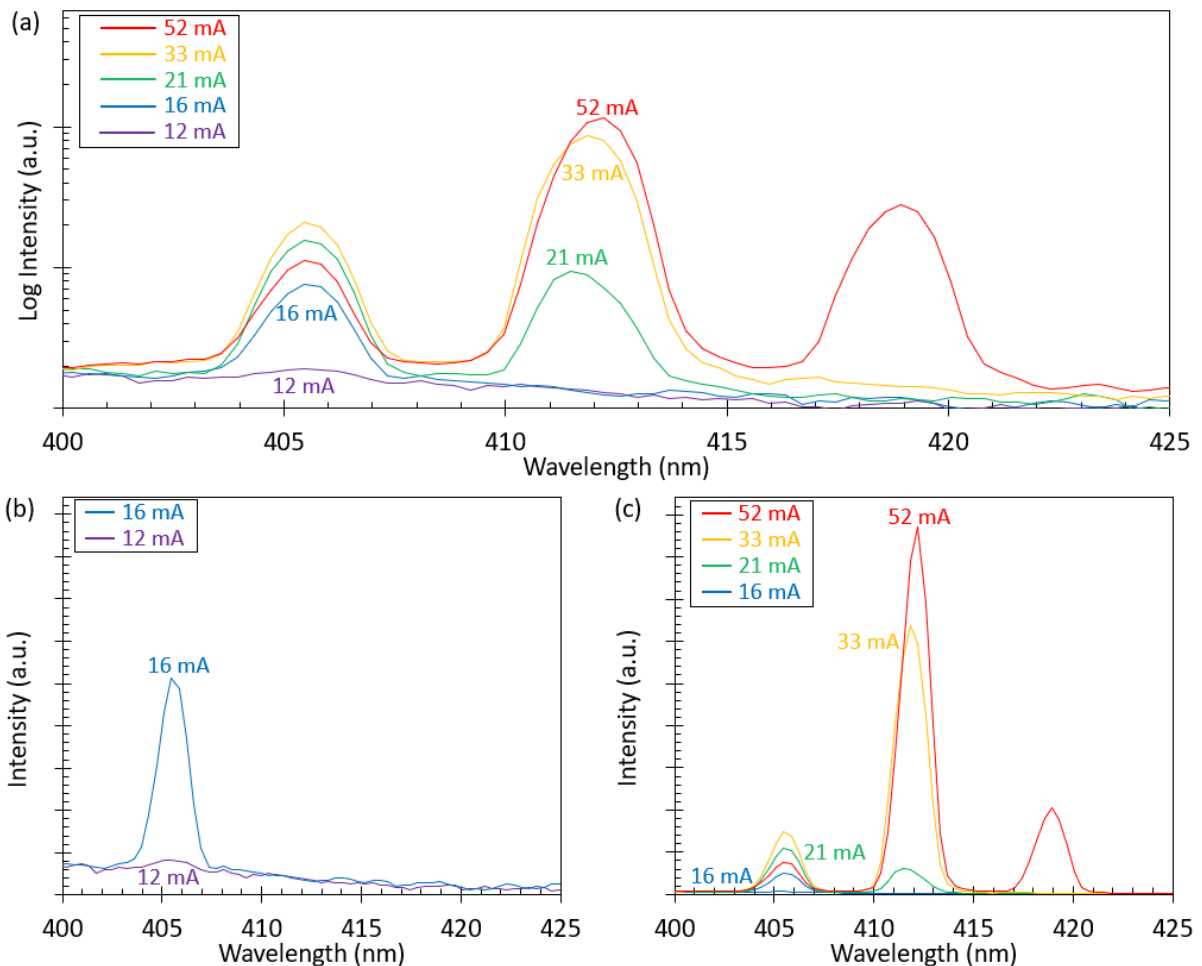 (a)
52 mA
33 mA
21 mA
16 mA
12 mA
52 mA
33 mA
21 mA
16 mA
12 mA
Log Intensity (a.u.)
400
405
410
415
420
425
Wavelength (nm)
(b)
16 mA
12 mA
16 mA
12 mA
Intensity (a.u.)
400
405
410
415
420
425
Wavelength (nm)
(c)
52 mA
33 mA
21 mA
16 mA
52 mA
33 mA
21 mA
16 mA
Intensity (a.u.)
400
405
410
415
420
425
Wavelength (nm)